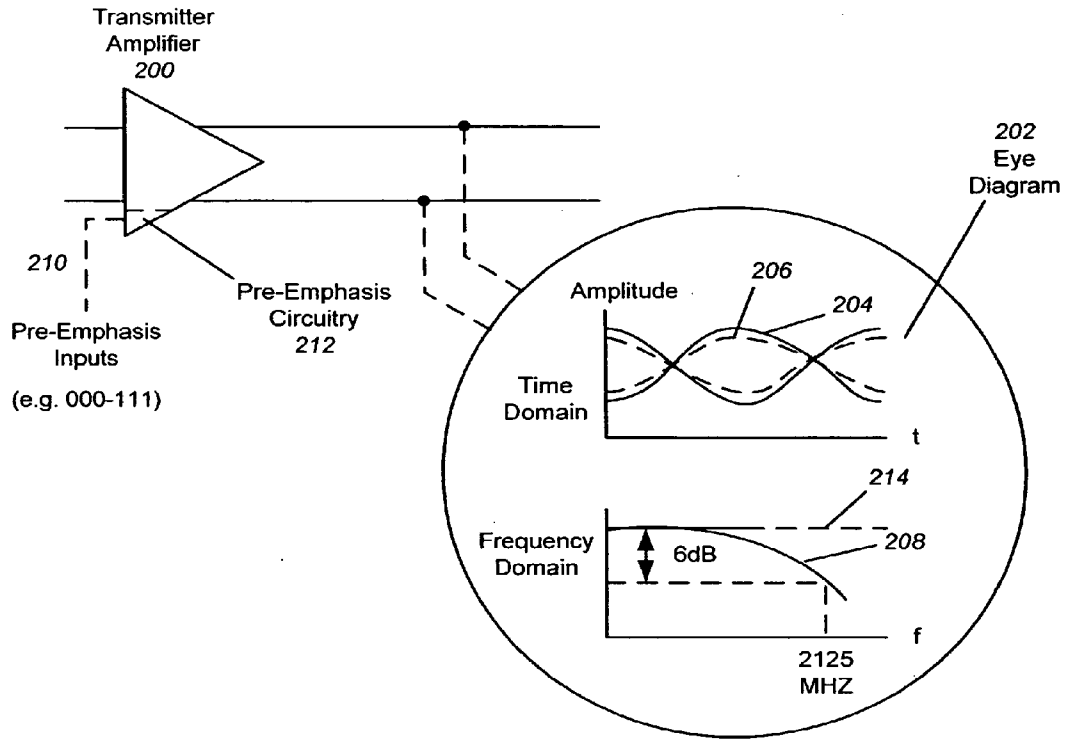 Transmitter
Amplifier
200
202
Eye
Diagram
210
Pre-Emphasis
Inputs
(e.g. 000-111)
Pre-Emphasis
Circuitry
212
Amplitude
206
204
Time
Domain
t
214
Frequency
Domain
6dB
208
f
2125
MHZ